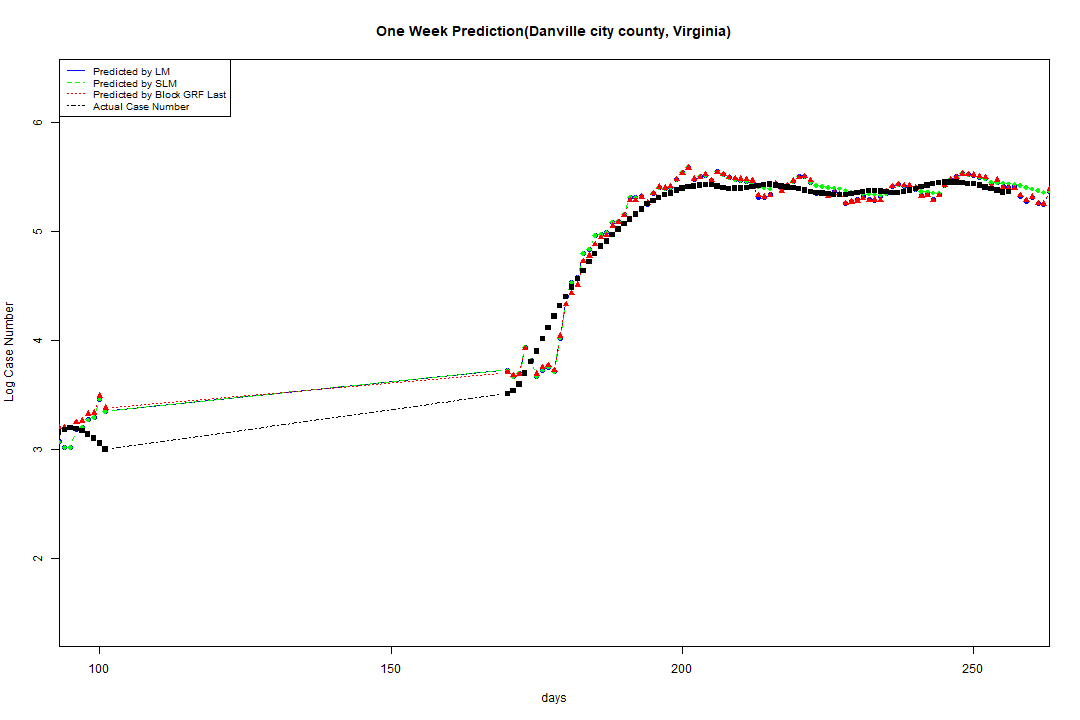 One Week Prediction(Danville city county, Virginia)
Predicted by LM
Predicted by SLM
Predicted by Block GRF Last
Actual Case Number
6
5
4
3
2
Log Case Number
100 150 200 250
days